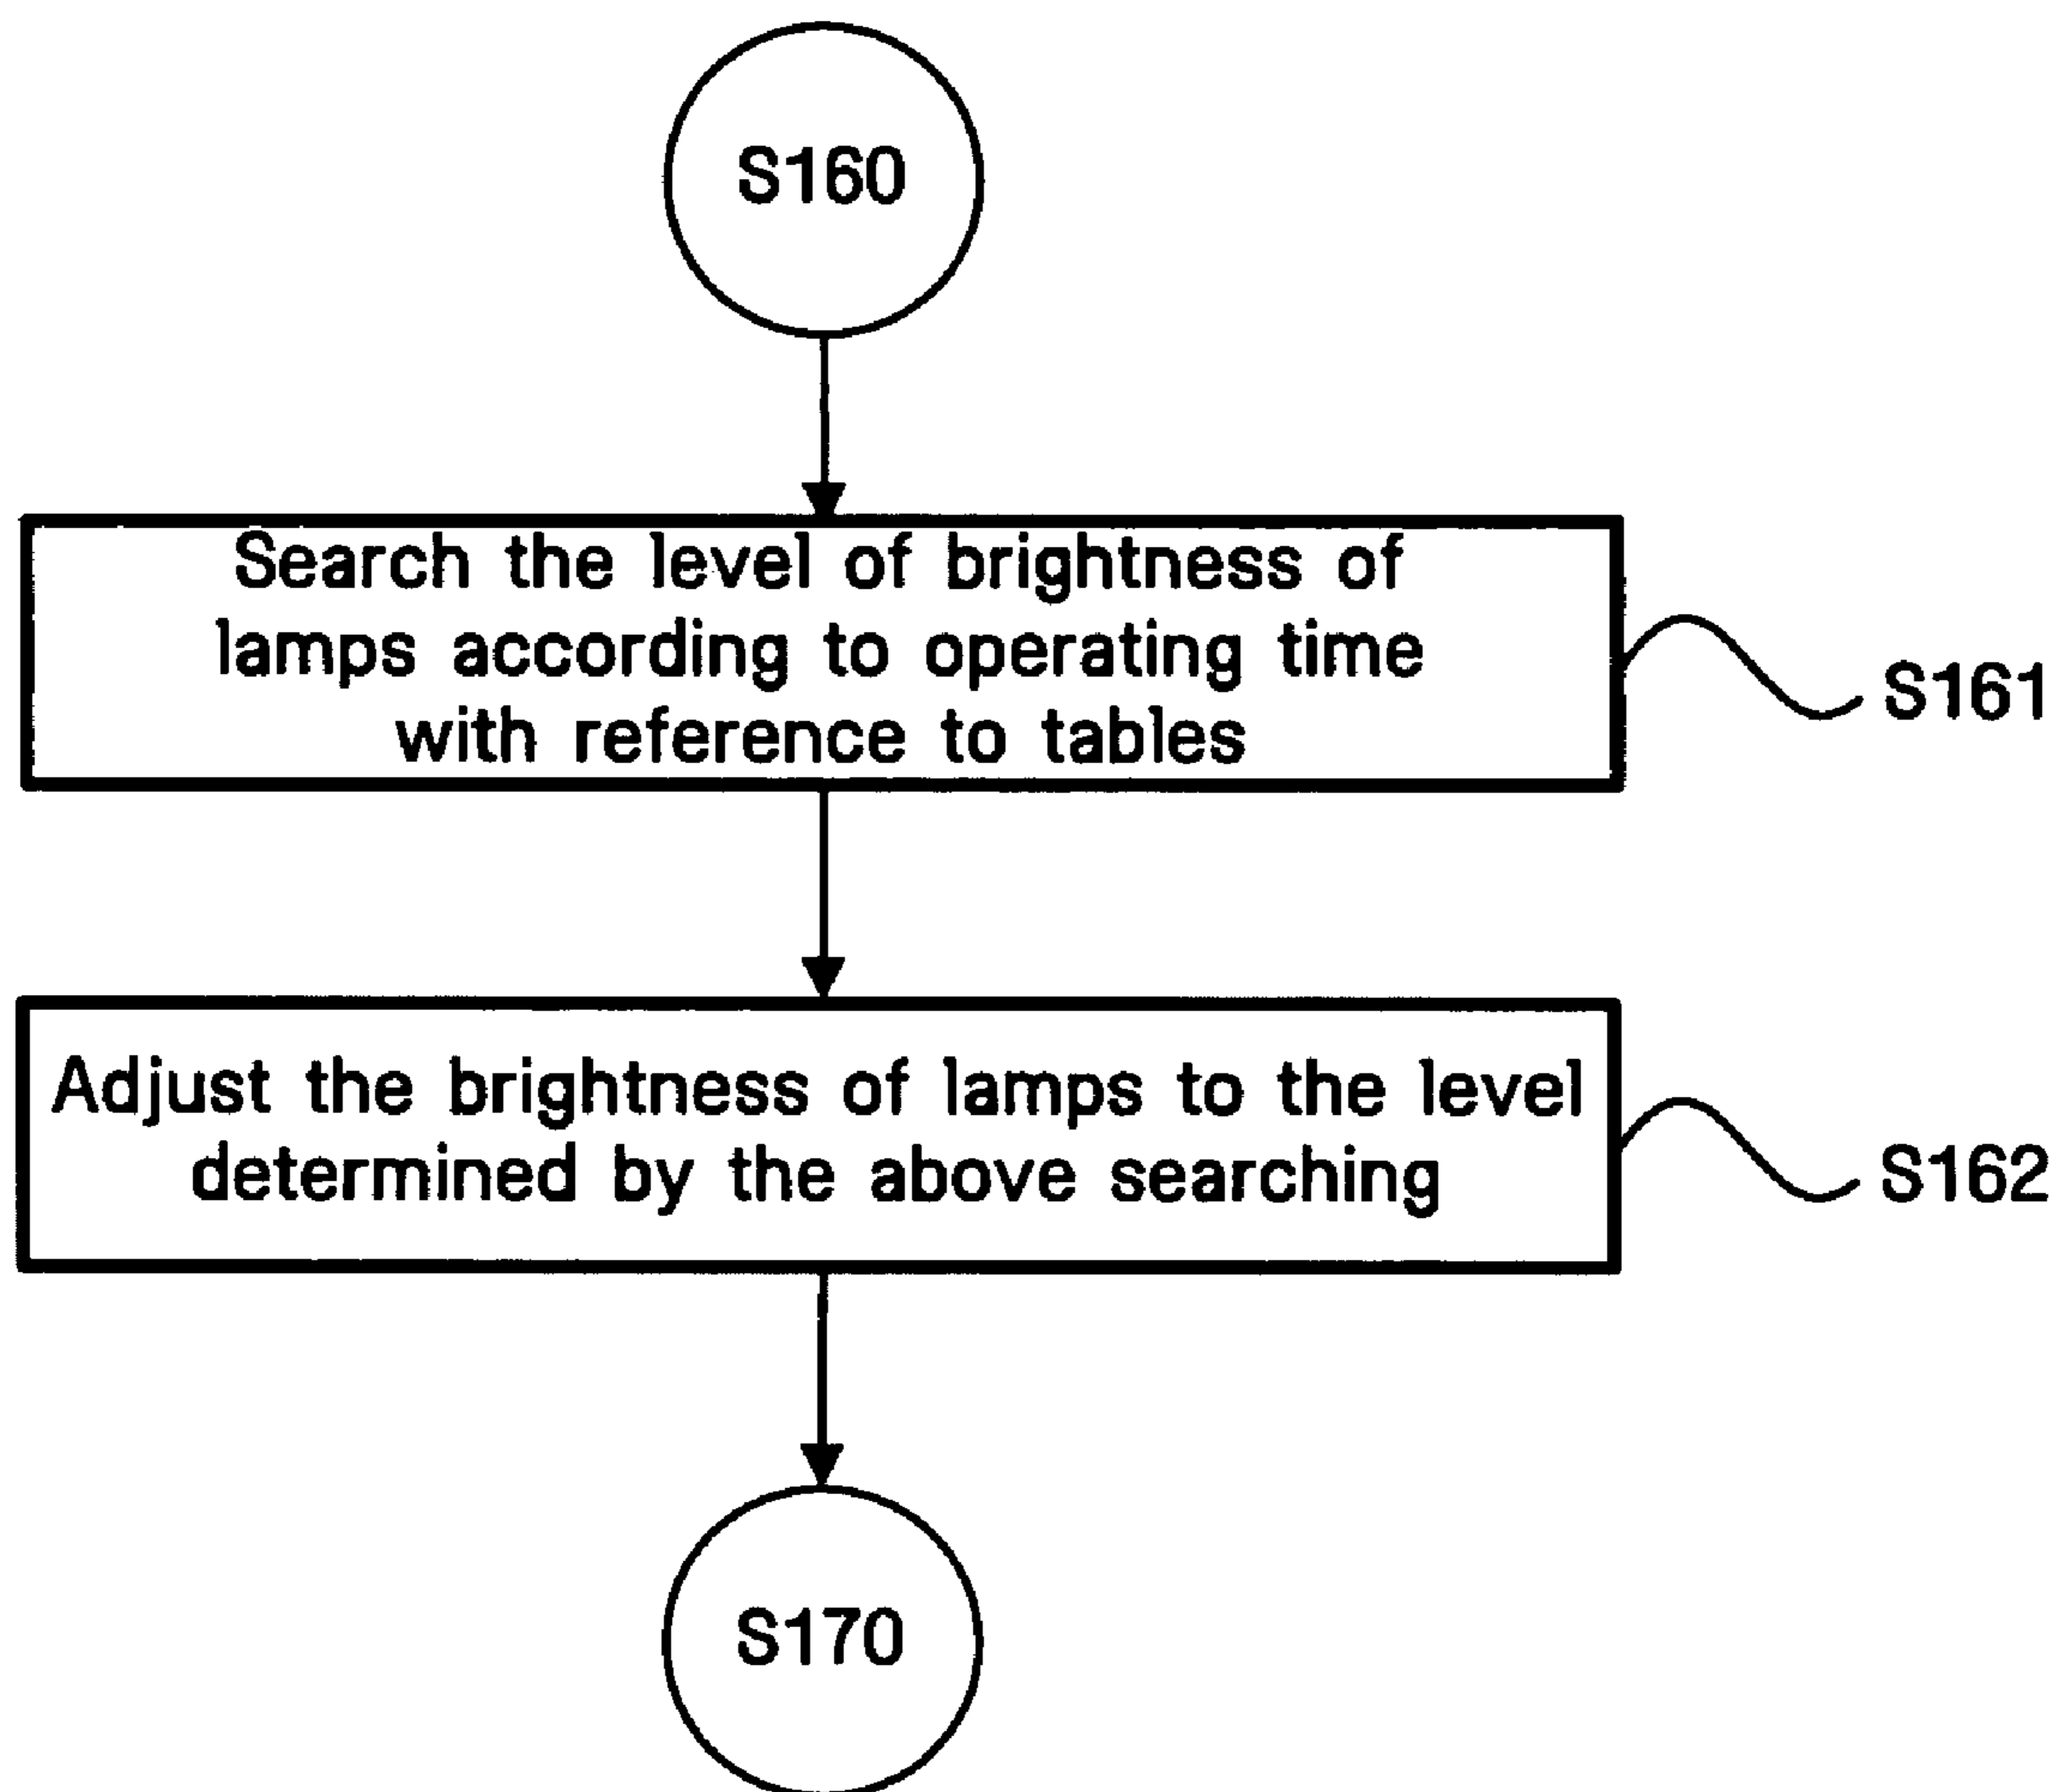 S160
Search the level of brightness of
lamps according to operating time
with reference to tables
S161
Adjust the brightness of lamps to the level
determined by the above searching
S162
S170